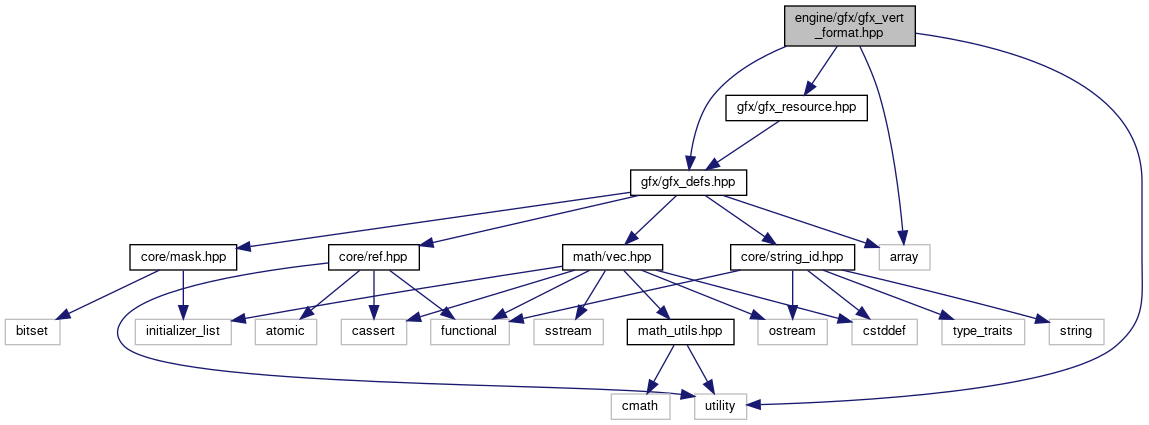 engine/gfx/gfx_vert
_format.hpp
gfx/gfx_resource.hpp
gfx/gfx_defs.hpp
core/mask.hpp
core/ref.hpp
math/vec.hpp
core/string_id.hpp
array
bitset
initializer_list
atomic
cassert
functional
sstream
math_utils.hpp
ostream
cstddef
type_traits
string
cmath
utility